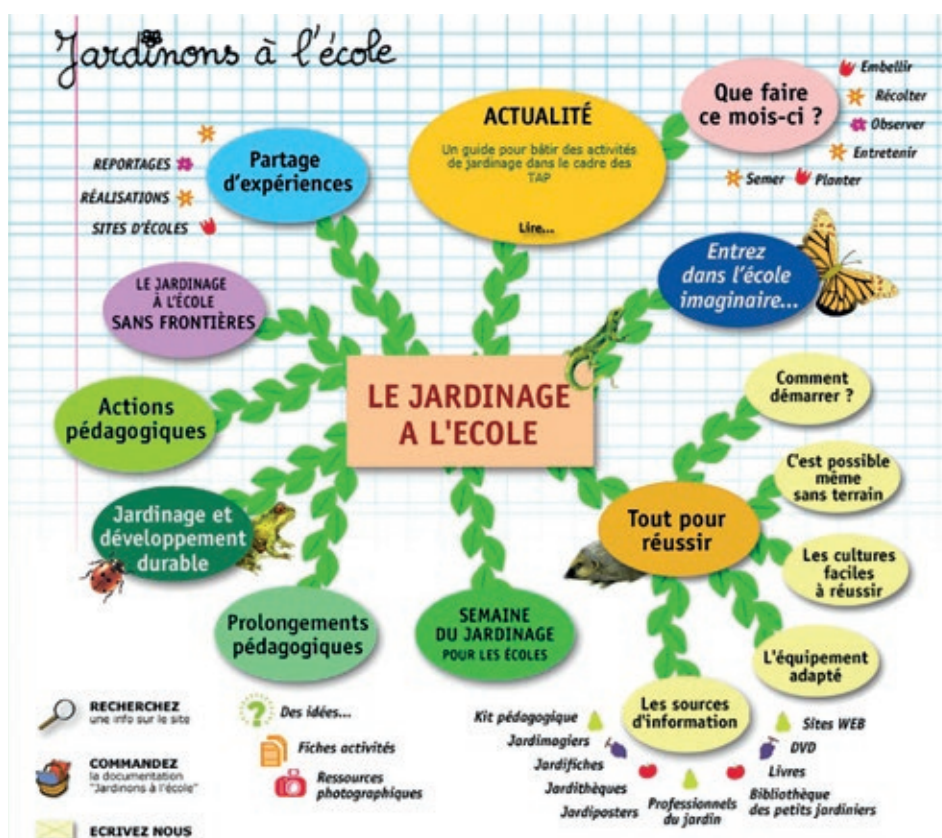 Jardinons à l'école
Partage
d'expériences
REPORTAGES
RÉALISATIONS
SITES D'ÉCOLES
ACTUALITÉ
Un guide pour bâtir des activités
de jardinage dans le cadre des
TAP
Lire...
Que faire
ce mois-ci ?
Embellir
Récolter
Observer
Entretenir
Semer
Planter
LE JARDINAGE
À L'ÉCOLE
SANS FRONTIÈRES
Entrez
dans l'école
imaginaire...
LE JARDINAGE
A L'ECOLE
Actions
pédagogiques
Jardinage et
développement
durable
Prolongements
pédagogiques
SEMAINE
DU JARDINAGE
POUR LES ÉCOLES
Tout pour
réussir
Comment
démarrer ?
C'est possible
même
sans terrain
Les cultures
faciles
à réussir
L'équipement
adapté
Les sources
d'information
Kit pédagogique
Jardimagiers
Jardifiches
Jardithèques
Jardiposters
Professionnels
du jardin
Sites WEB
DVD
Livres
Bibliothèque
des petits jardiniers
RECHERCHEZ
une info sur le site
COMMANDEZ
la documentation
"Jardinons à l'école"
ECRIVEZ NOUS
Des idées...
Fiches activités
Ressources
photographiques